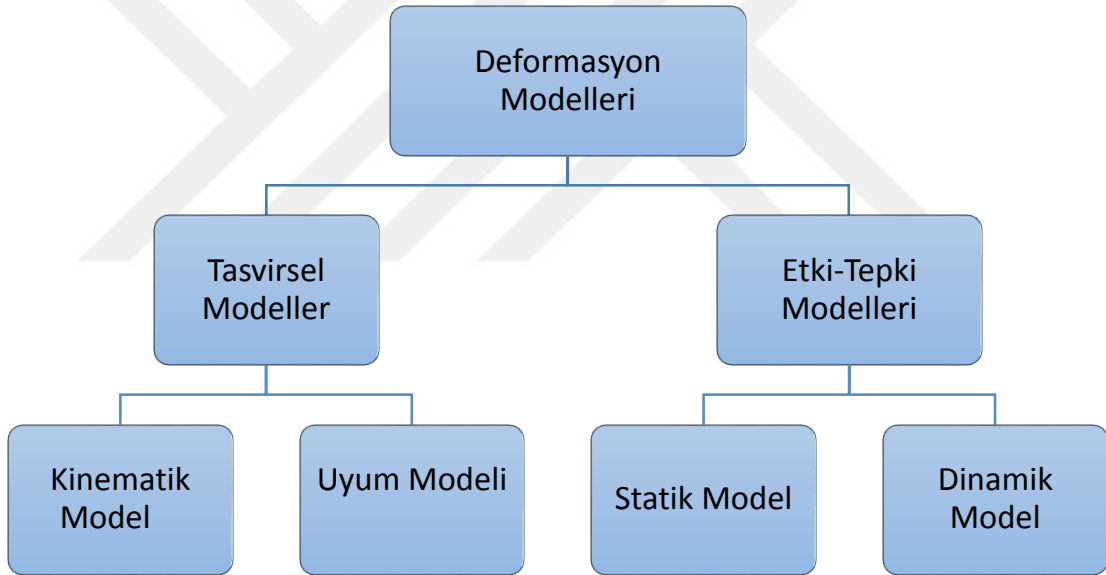 Deformasyon
Modelleri
Tasvirsel
Modeller
Etki-Tepki
Modelleri
Kinematik
Model
Uyum Modeli
Statik Model
Dinamik
Model